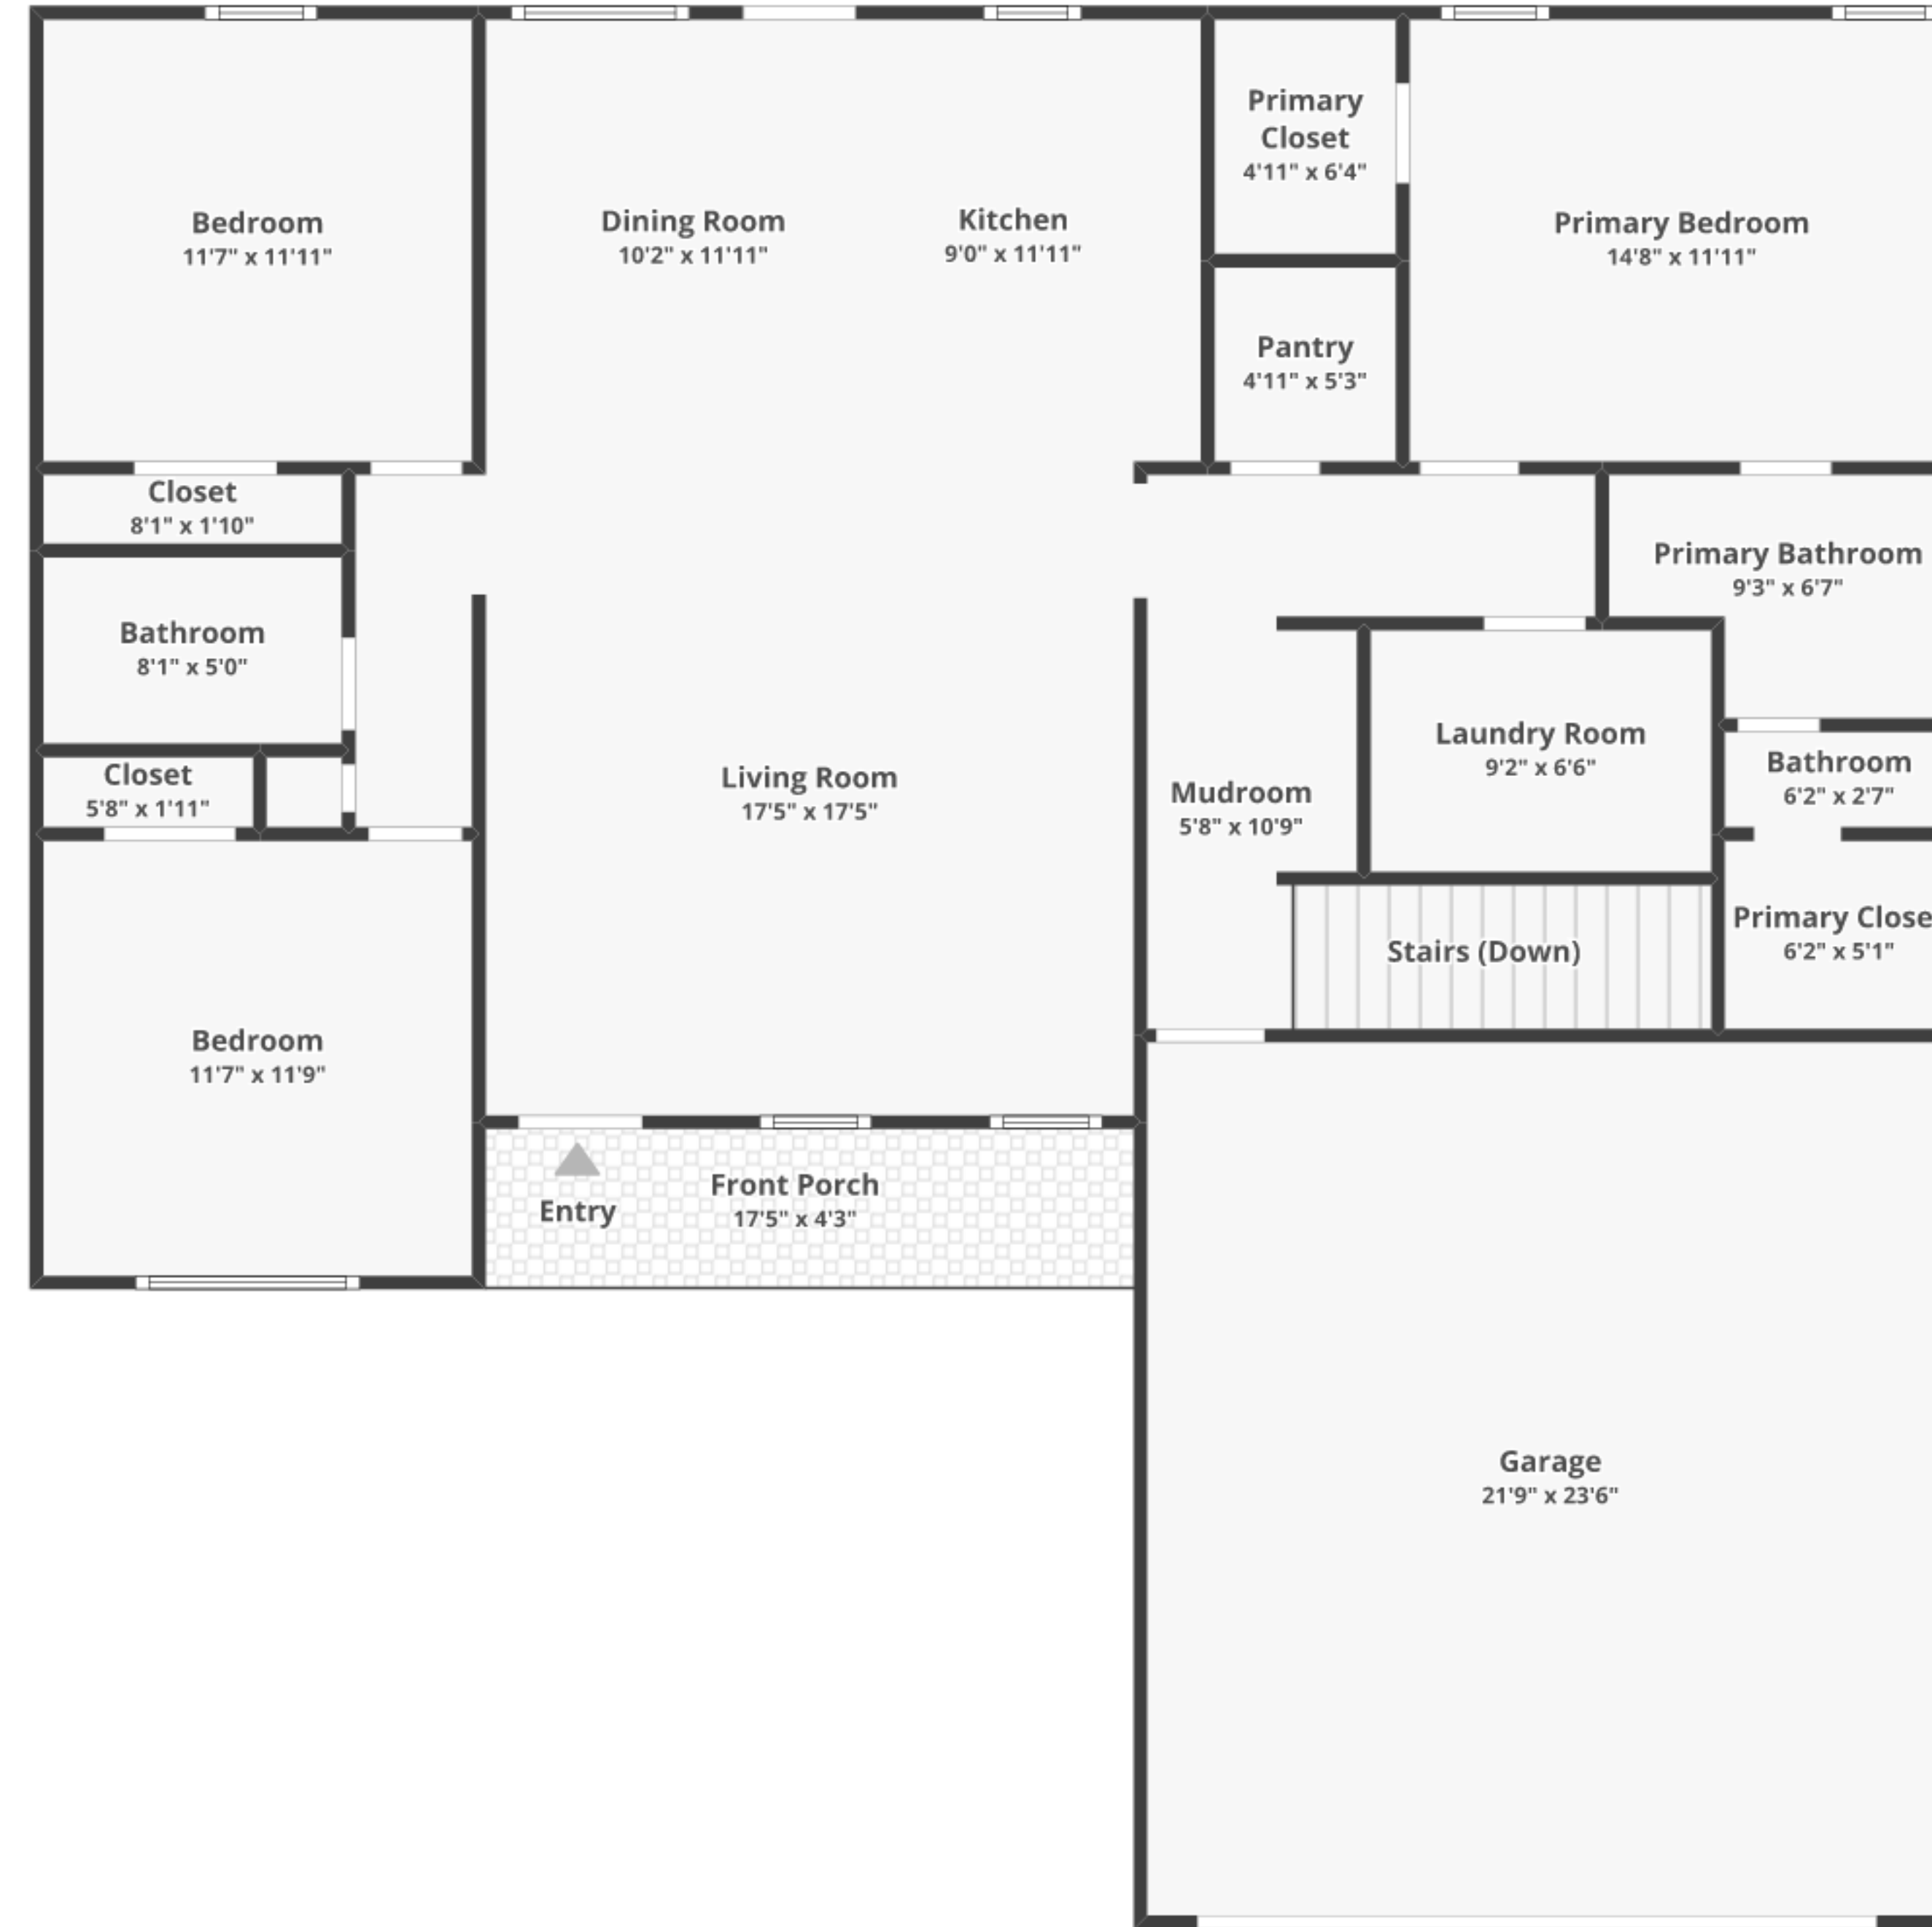 Bedroom
11'7" x 11'11"
Dining Room
10'2" x 11'11"
Kitchen
9'0" x 11'11"
Primary
Closet
4'11" x 6'4"
Primary Bedroom
14'8" x 11'11"
Pantry
4'11" x 5'3"
Closet
8'1" x 1'10"
Primary Bathroom
9'3" x 6'7"
Bathroom
8'1" x 5'0"
Laundry Room
9'2" x 6'6"
Bathroom
6'2" x 2'7"
Closet
5'8" x 1'11"
Living Room
17'5" x 17'5"
Mudroom
5'8" x 10'9"
Primary Close
6'2" x 5'1"
Stairs (Down)
Bedroom
11'7" x 11'9"
Entry
Front Porch
17'5" x 4'3"
Garage
21'9" x 23'6"